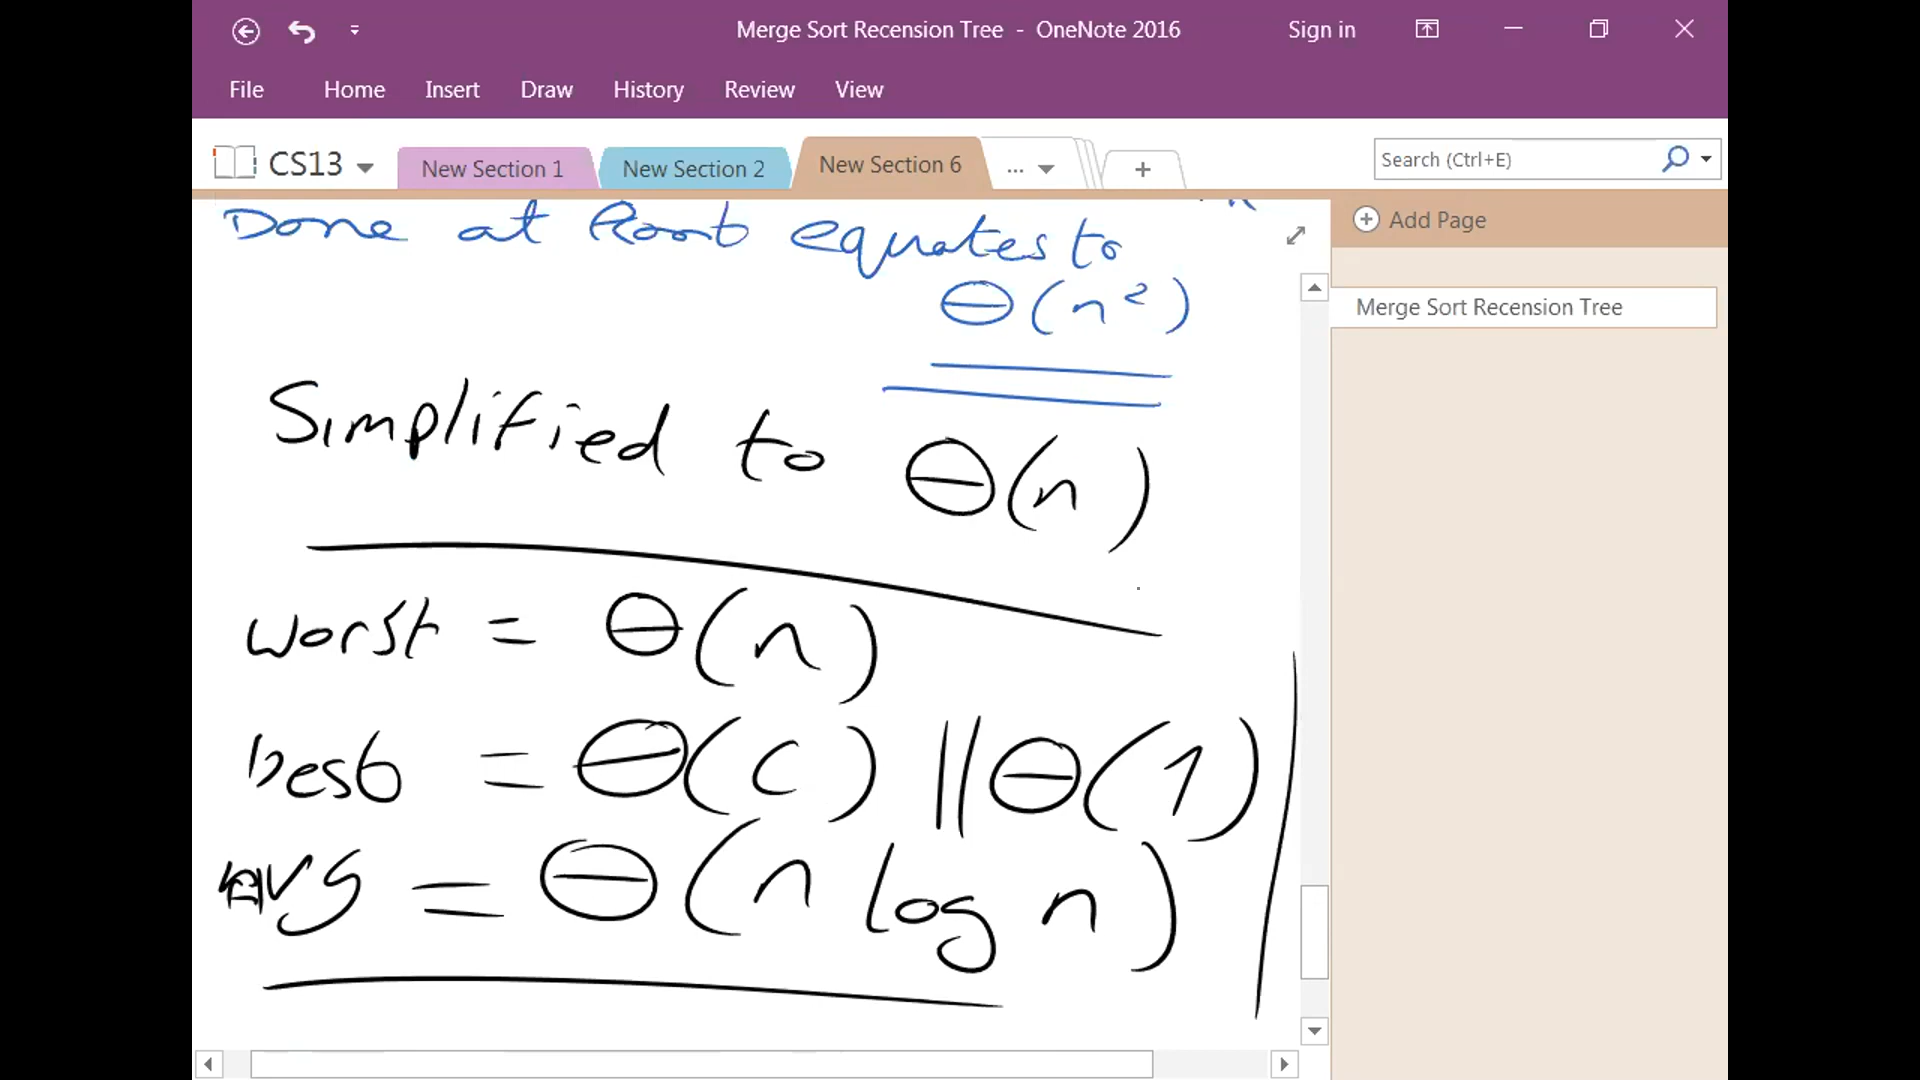 Merge Sort Recension Tree - OneNote 2016
Sign in
File Home Insert Draw History Review View
CS13
New Section 1
New Section 2
New Section 6
...
Search (Ctrl+E)
Add Page
Merge Sort Recension Tree
Done at Root equates to
Θ(n²)
Simplified to Θ(n)
worst = Θ(n)
best = Θ(c) || Θ(1)
avg = Θ(n log n)